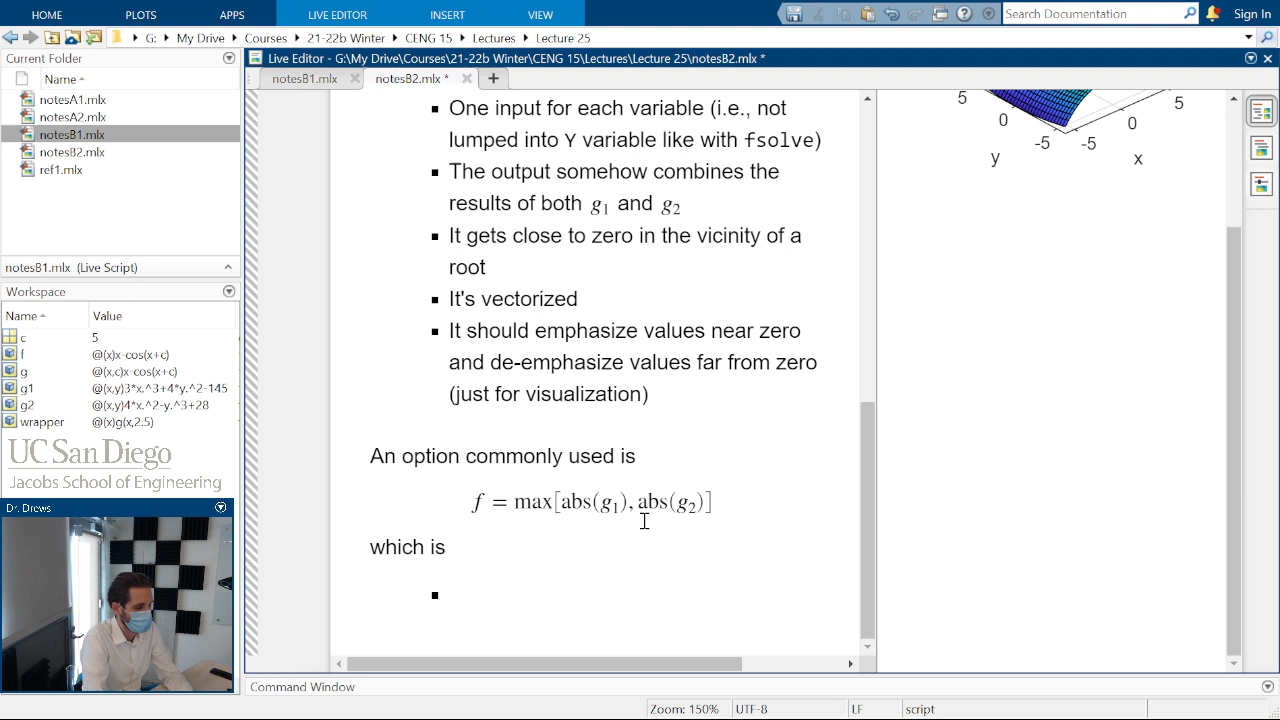 HOME PLOTS APPS LIVE EDITOR INSERT VIEW Search Documentation Sign In
G: My Drive Courses 21-22b Winter CENG 15 Lectures Lecture 25
Current Folder
Name
notesA1.mlx
notesA2.mlx
notesB1.mlx
notesB2.mlx
ref1.mlx
notesB1.mlx (Live Script)
Workspace
Name Value
c 5
f @(x)x-cos(x+c)
g @(x,c)x-cos(x+c)
g1 @(x,y)3*x.^3+4*y.^2-145
g2 @(x,y)4*x.^2-y.^3+28
wrapper @(x)g(x,2.5)
UC San Diego
Jacobs School of Engineering
Dr. Drews
Live Editor - G:\My Drive\Courses\21-22b Winter\CENG 15\Lectures\Lecture 25\notesB2.mlx *
notesB1.mlx notesB2.mlx * +
One input for each variable (i.e., not
lumped into Y variable like with fsolve)
The output somehow combines the
results of both g₁ and g₂
It gets close to zero in the vicinity of a
root
It's vectorized
It should emphasize values near zero
and de-emphasize values far from zero
(just for visualization)
An option commonly used is
f = max[abs(g₁), abs(g₂)]
which is
5 5
0 0
-5 -5
y x
Command Window
Zoom: 150% UTF-8 LF script